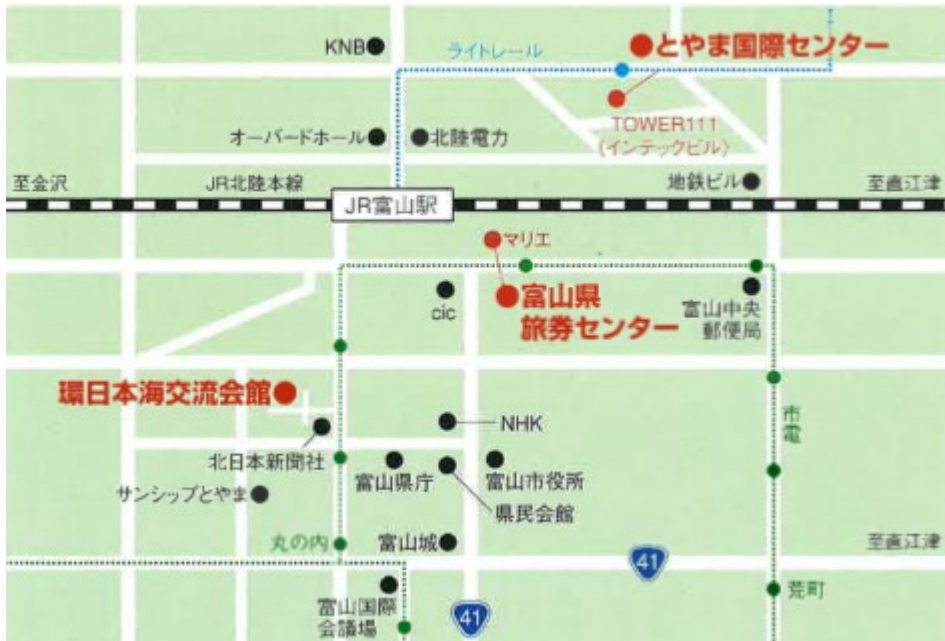 KNB
ライトレール
とやま国際センター
オーバードホール
北陸電力
TOWER111
(インテックビル)
至金沢
JR北陸本線
地鉄ビル
至直江津
JR富山駅
マリエ
cic
富山県
旅券センター
富山中央
郵便局
環日本海交流会館
NHK
市電
北日本新聞社
富山県庁
富山市役所
サンシップとやま
県民会館
丸の内
富山城
41
至直江津
富山国際
会議場
41
荒町